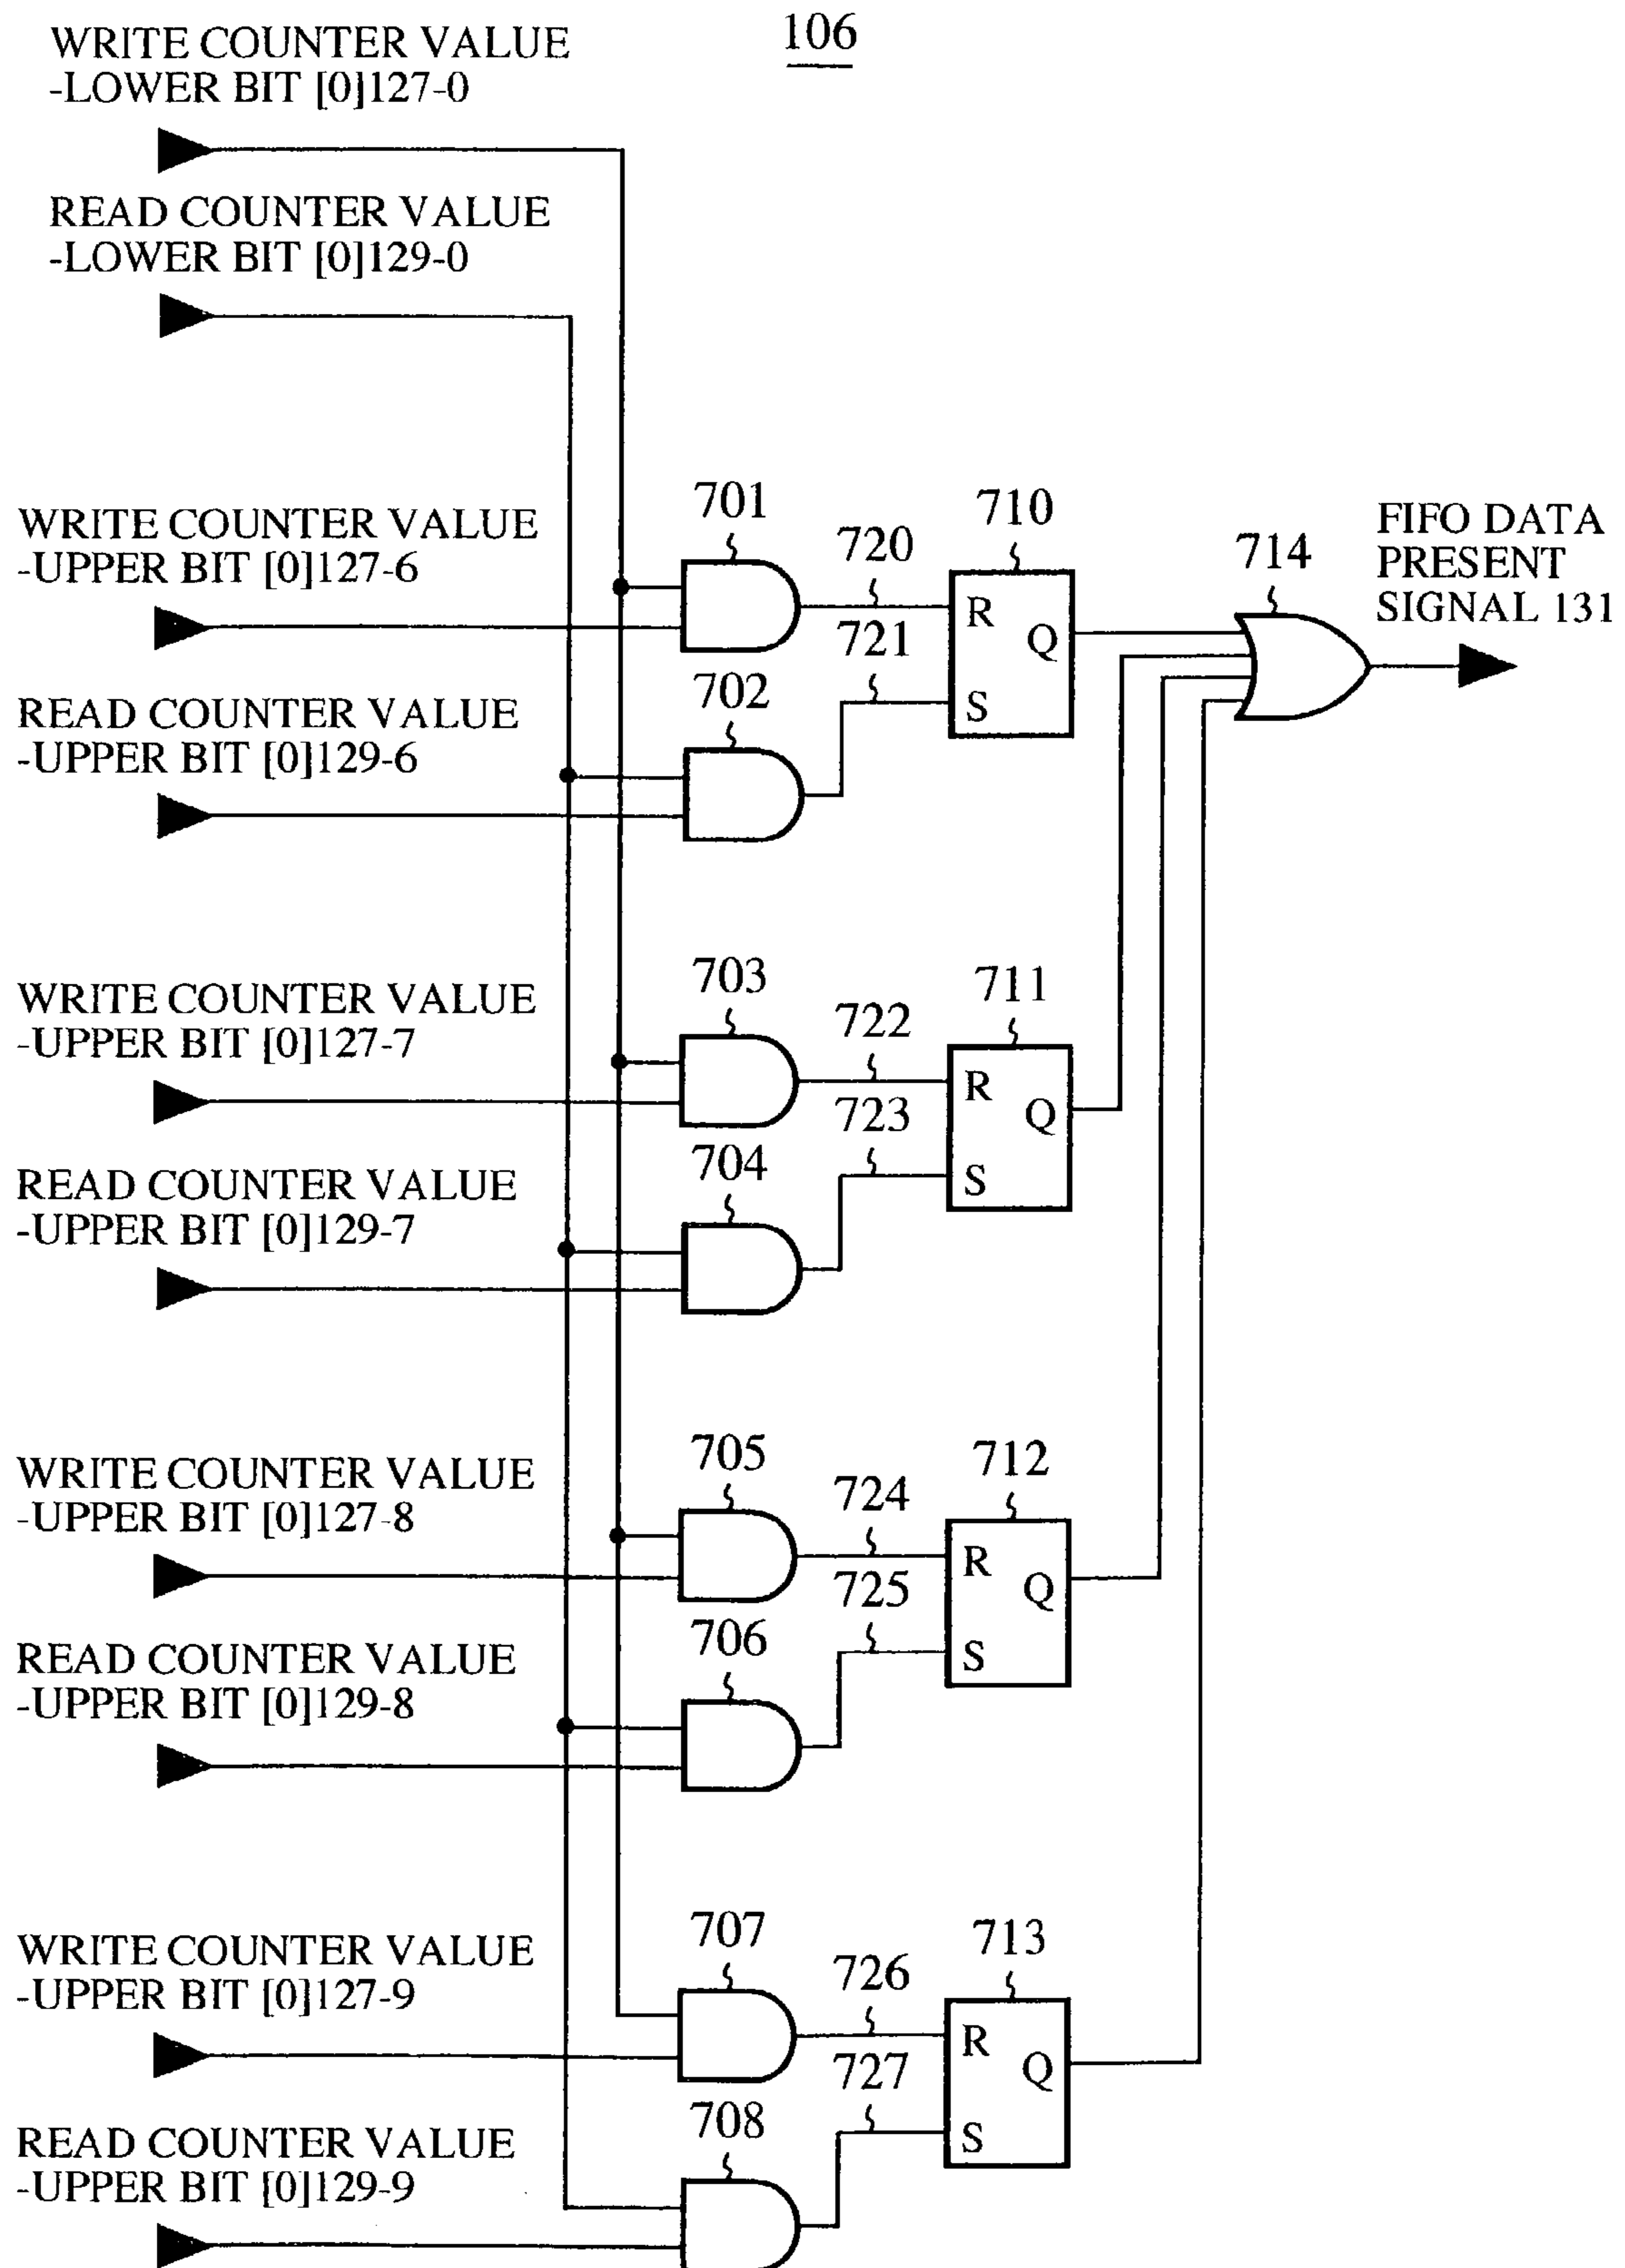 106
WRITE COUNTER VALUE
-LOWER BIT [0]127-0
READ COUNTER VALUE
-LOWER BIT [0]129-0
WRITE COUNTER VALUE
-UPPER BIT [0]127-6
701
720
710
714
FIFO DATA
PRESENT
SIGNAL 131
R
Q
S
721
READ COUNTER VALUE
-UPPER BIT [0]129-6
702
WRITE COUNTER VALUE
-UPPER BIT [0]127-7
703
722
711
R
Q
S
723
READ COUNTER VALUE
-UPPER BIT [0]129-7
704
WRITE COUNTER VALUE
-UPPER BIT [0]127-8
705
724
712
R
Q
S
725
READ COUNTER VALUE
-UPPER BIT [0]129-8
706
WRITE COUNTER VALUE
-UPPER BIT [0]127-9
707
726
713
R
Q
S
727
READ COUNTER VALUE
-UPPER BIT [0]129-9
708